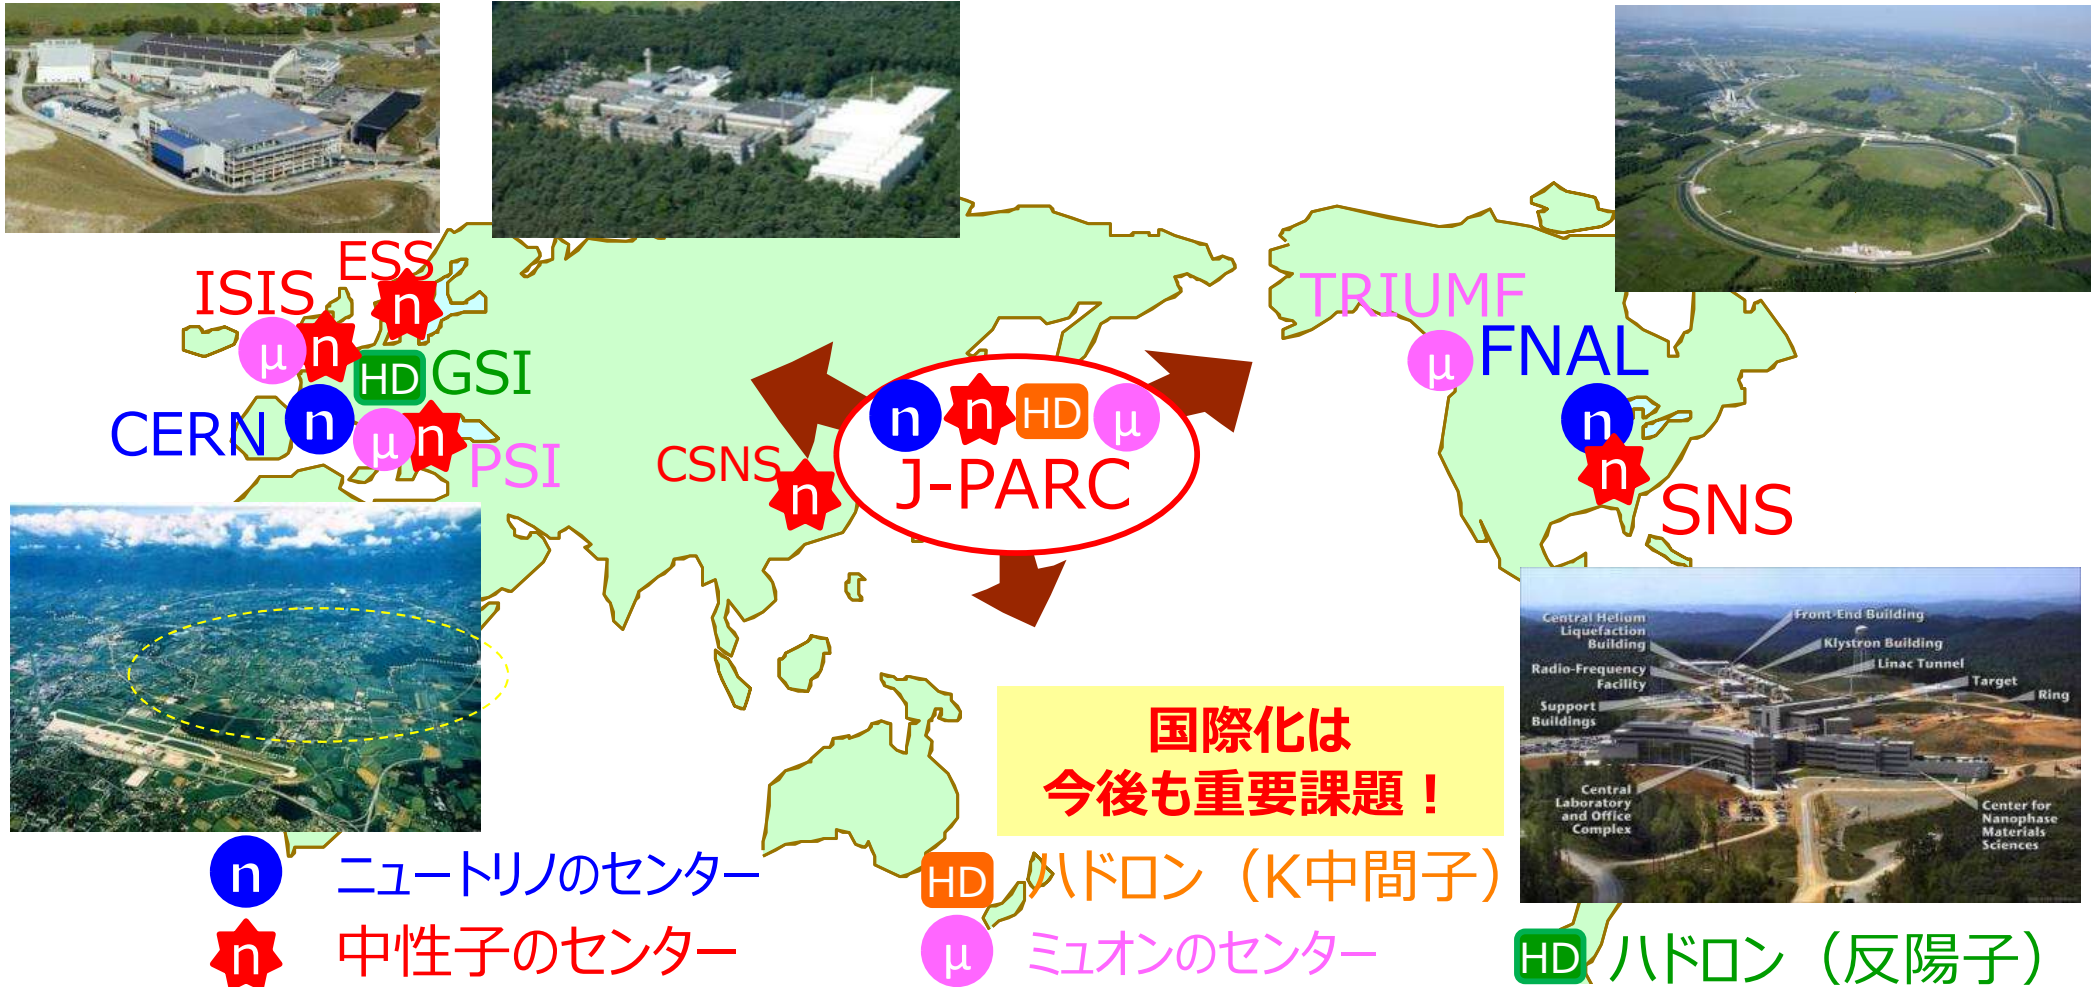 ESS
n
ISIS
μ
n
HD
GSI
CERN
n
μ
n
PSI
CSNS
n
n
n
HD
μ
J-PARC
TRIUMF
μ
FNAL
n
n
SNS
Central Helium
Liquefaction
Building
Radio-Frequency
Facility
Support
Buildings
Front-End Building
Klystron Building
Linac Tunnel
Target
Ring
Central
Laboratory
and Office
Complex
Center for
Nanophase
Materials
Sciences
国際化は
今後も重要課題！
n ニュートリノのセンター
n 中性子のセンター
HD ハドロン（K中間子）
μ ミュオンのセンター
HD ハドロン（反陽子）